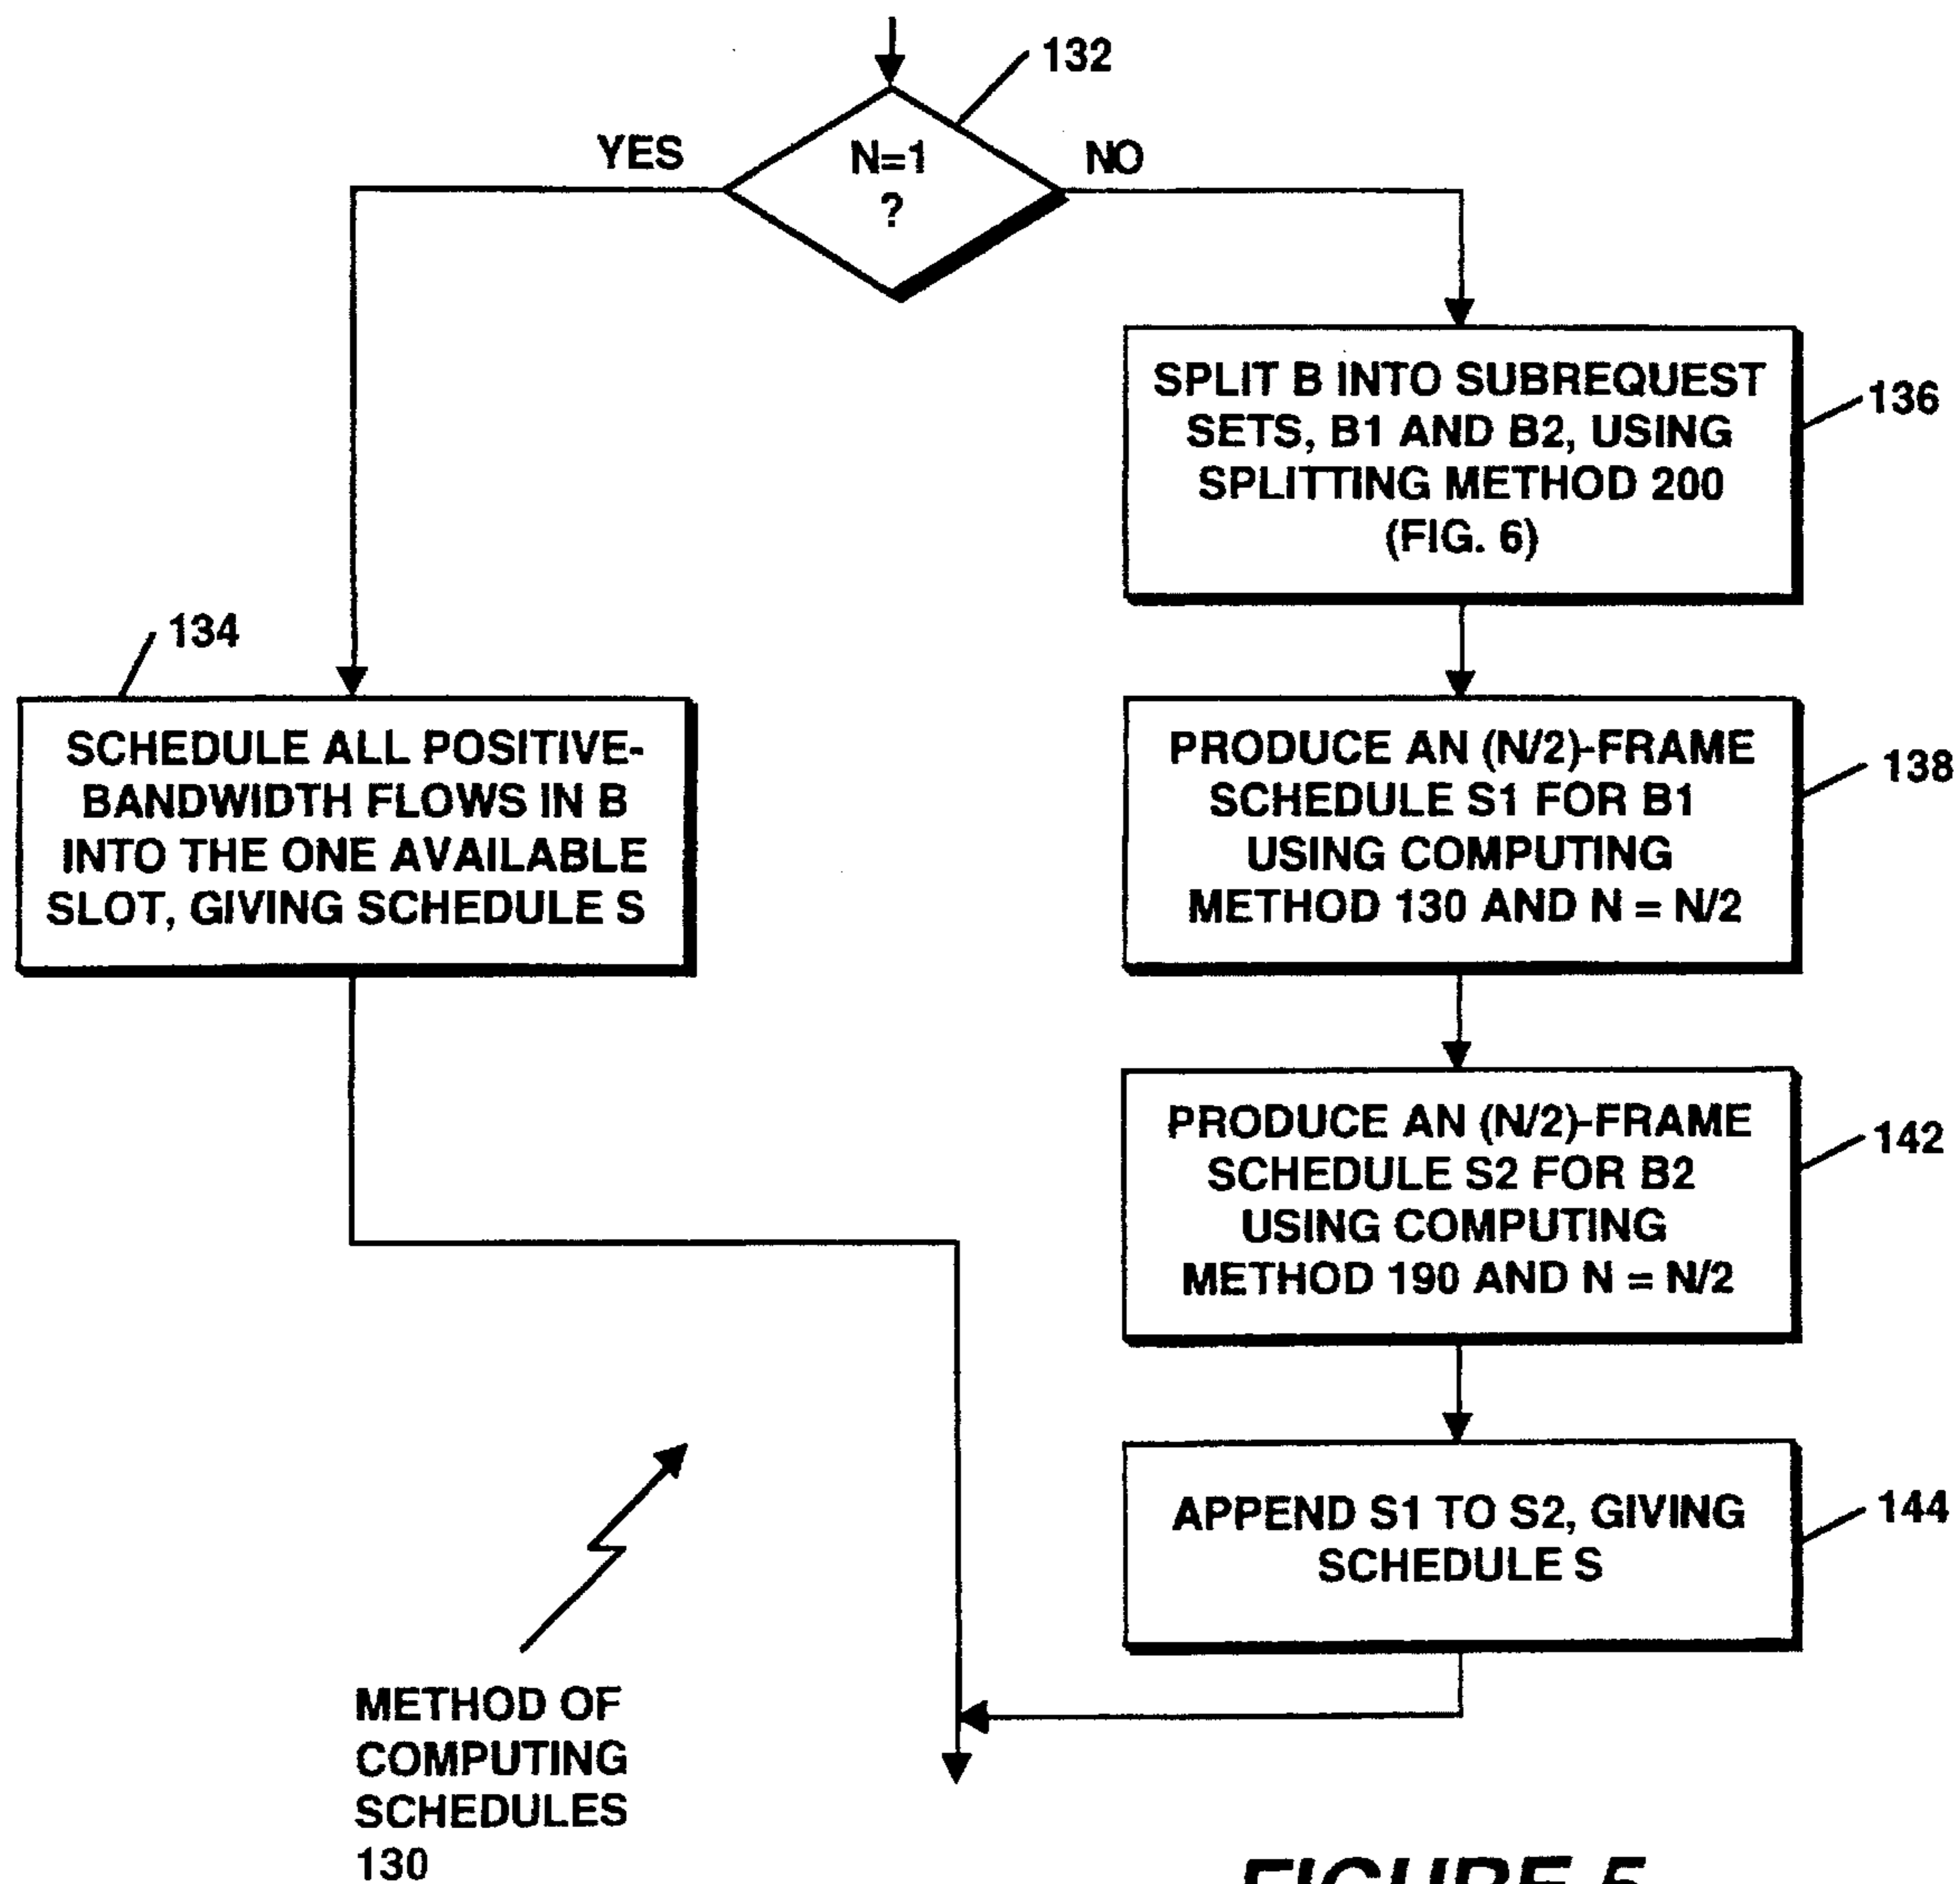 132
YES
N=1
?
NO
SPLIT B INTO SUBREQUEST
SETS, B1 AND B2, USING
SPLITTING METHOD 200
(FIG. 6)
136
134
SCHEDULE ALL POSITIVE-
BANDWIDTH FLOWS IN B
INTO THE ONE AVAILABLE
SLOT, GIVING SCHEDULE S
PRODUCE AN (N/2)-FRAME
SCHEDULE S1 FOR B1
USING COMPUTING
METHOD 130 AND N = N/2
138
PRODUCE AN (N/2)-FRAME
SCHEDULE S2 FOR B2
USING COMPUTING
METHOD 190 AND N = N/2
142
APPEND S1 TO S2, GIVING
SCHEDULE S
144
METHOD OF
COMPUTING
SCHEDULES
130
FIGURE 5